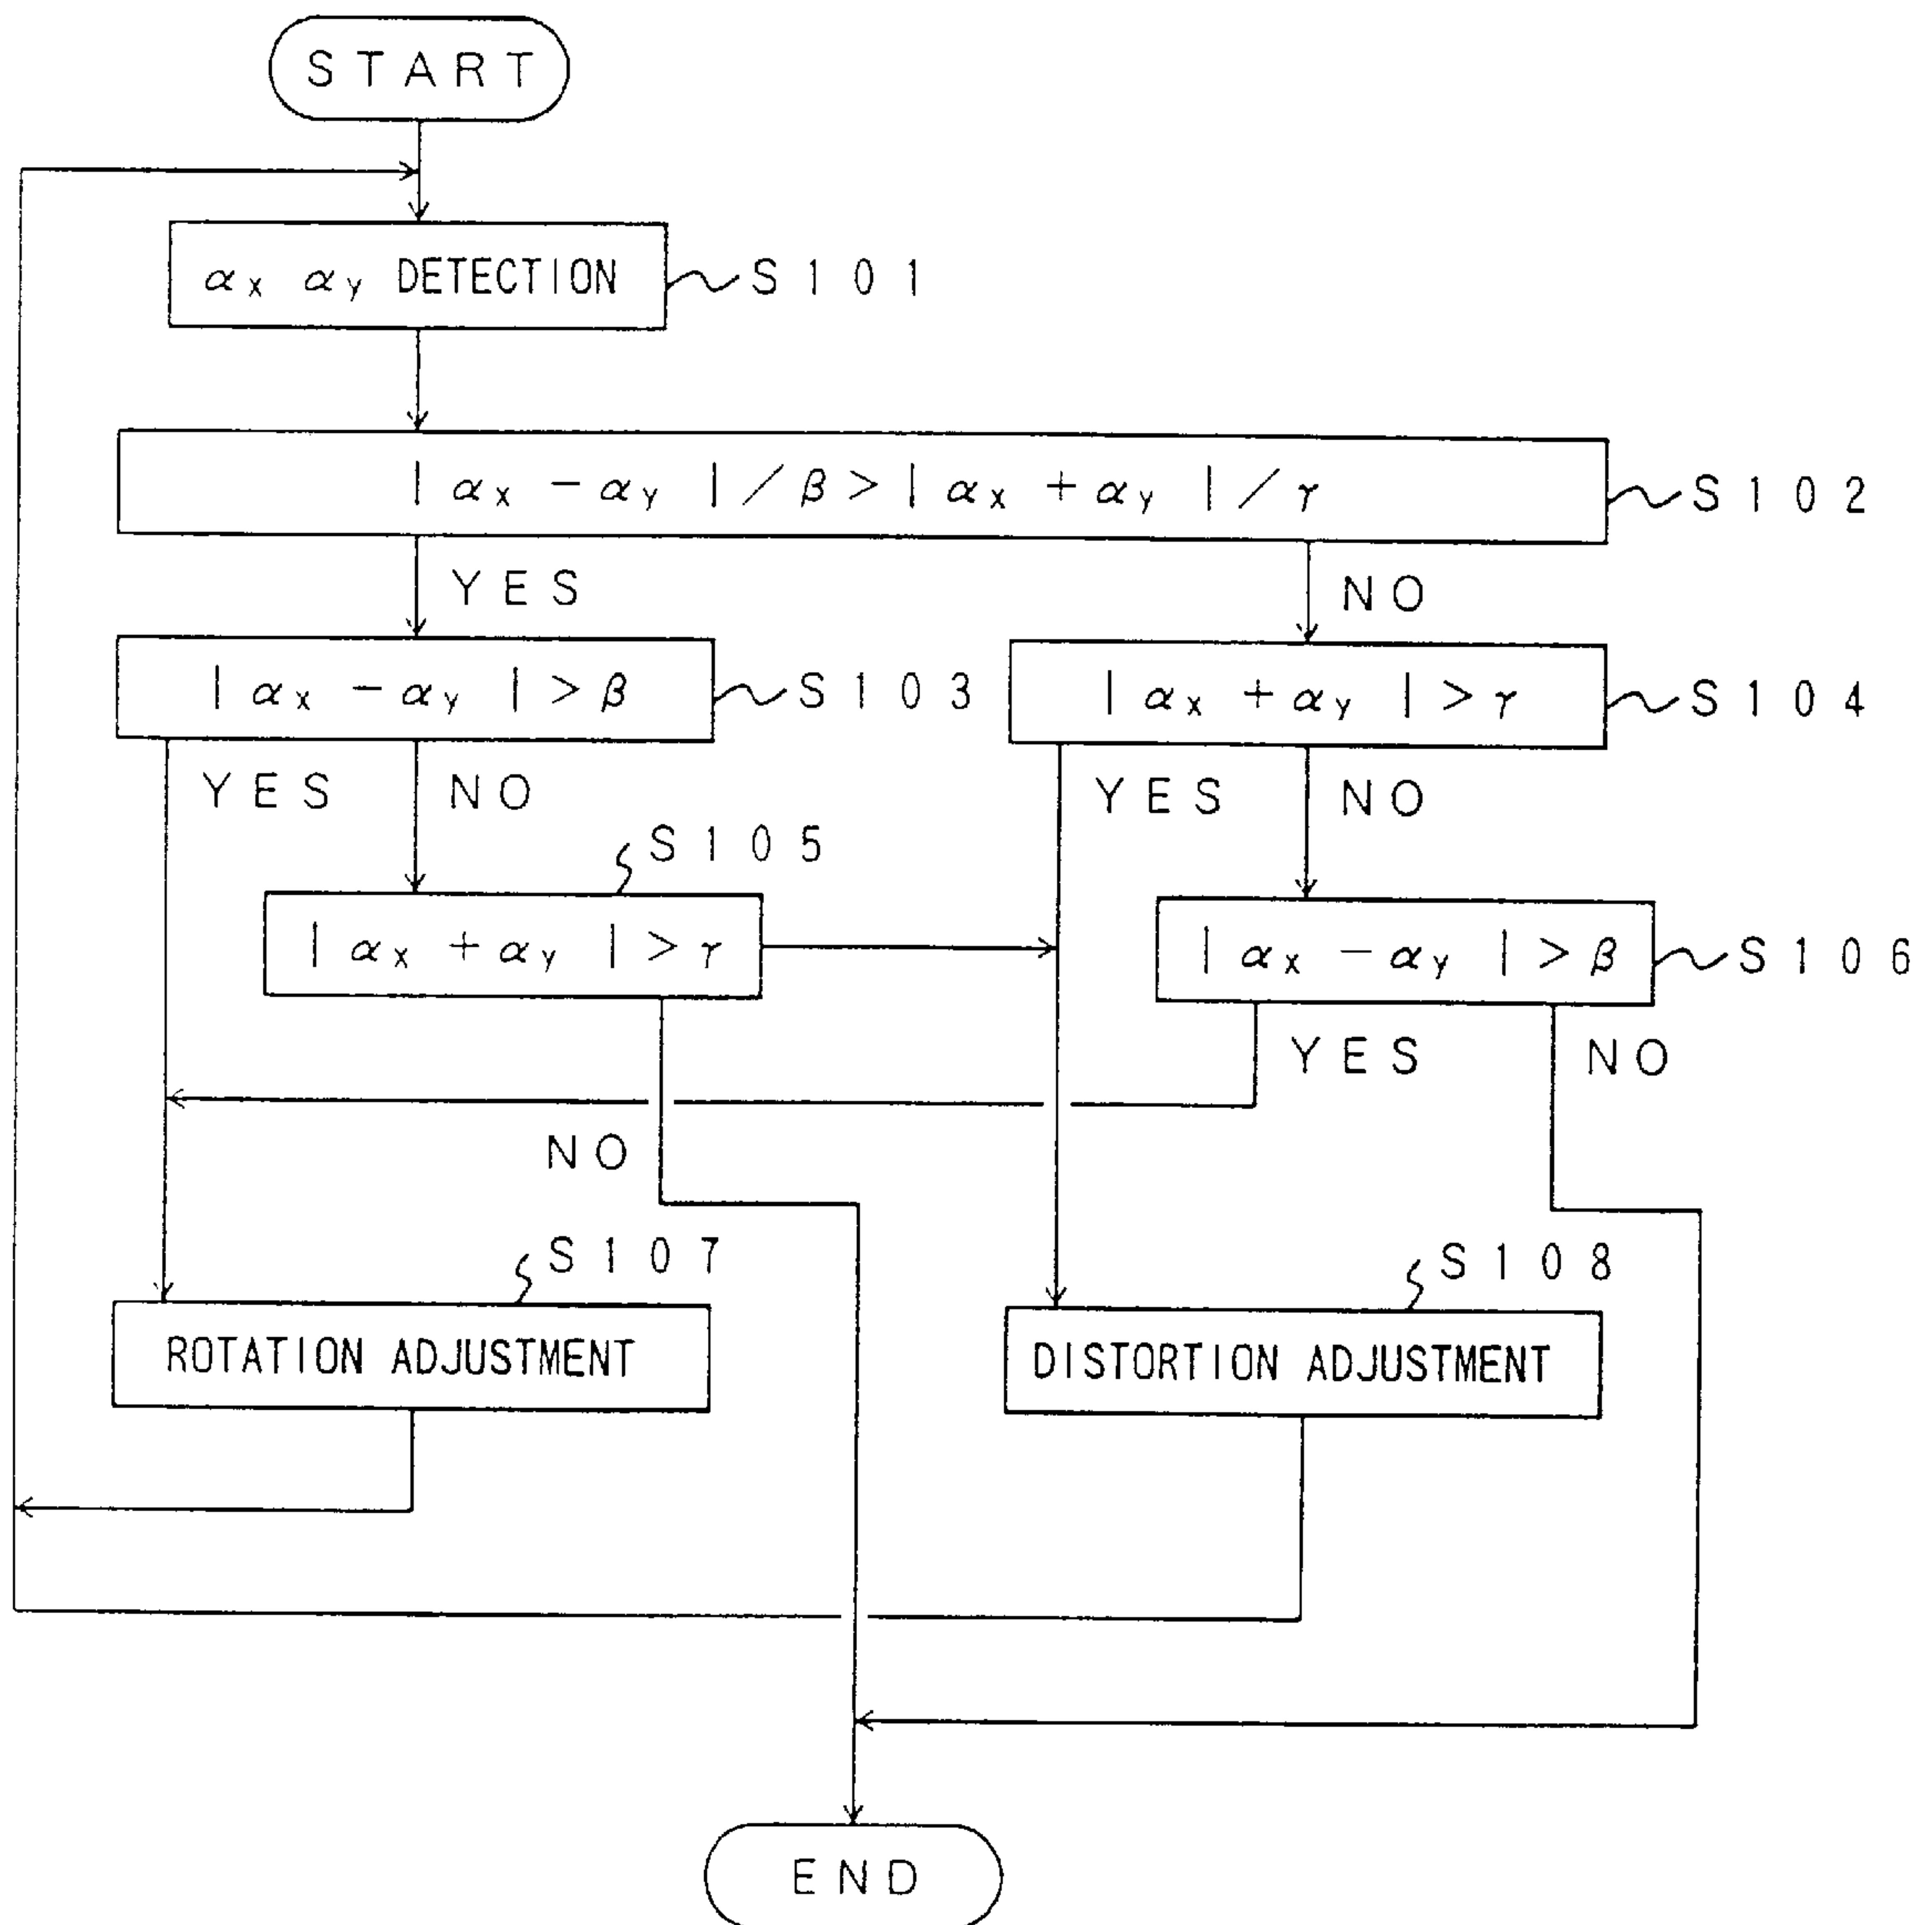 START
αx αy DETECTION
S101
| αx - αy | / β > | αx + αy | / γ
S102
YES
NO
| αx - αy | > β
S103
| αx + αy | > γ
S104
YES
NO
YES
NO
S105
| αx + αy | > γ
| αx - αy | > β
S106
YES
NO
NO
S107
S108
ROTATION ADJUSTMENT
DISTORTION ADJUSTMENT
END